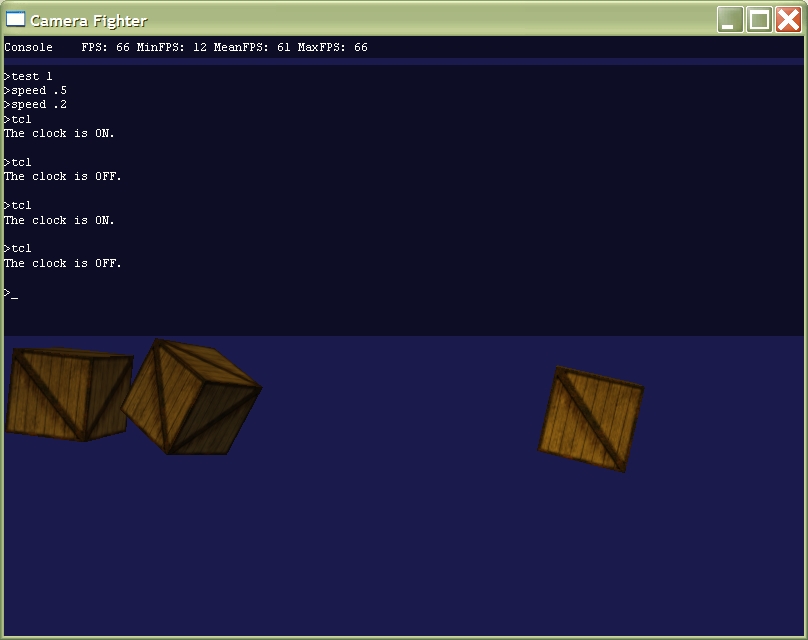 Camera Fighter
Console FPS: 66 MinFPS: 12 MeanFPS: 61 MaxFPS: 66
>test 1
>speed .5
>speed .2
>tcl
The clock is ON.
>tcl
The clock is OFF.
>tcl
The clock is ON.
>tcl
The clock is OFF.
>_